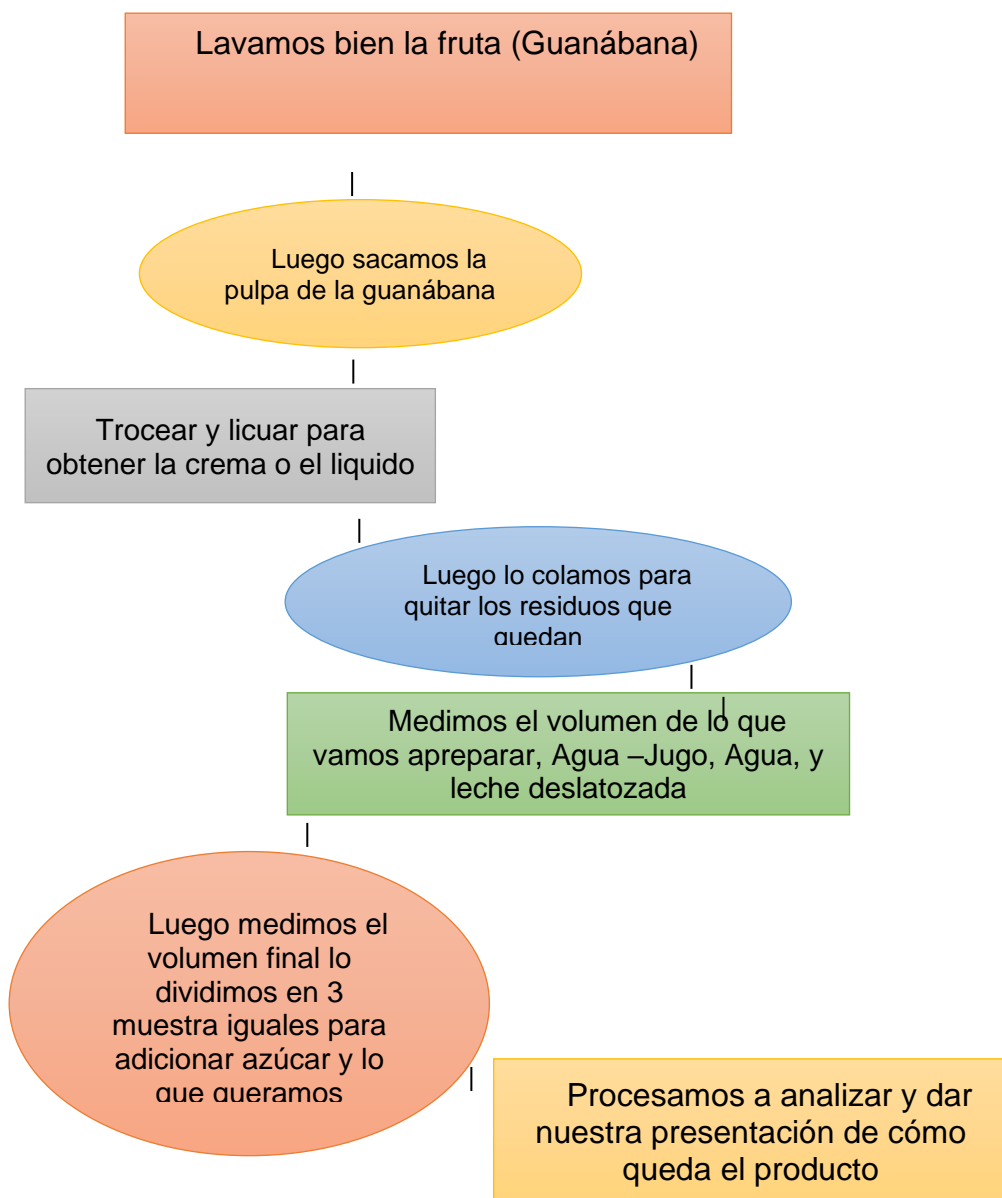 Lavamos bien la fruta (Guanábana)
Luego sacamos la
pulpa de la guanábana
Trocear y licuar para
obtener la crema o el liquido
Luego lo colamos para
quitar los residuos que
quedan
Medimos el volumen de lo que
vamos apreparar, Agua –Jugo, Agua, y
leche deslatozada
Luego medimos el
volumen final lo
dividimos en 3
muestra iguales para
adicionar azúcar y lo
que queramos
Procesamos a analizar y dar
nuestra presentación de cómo
queda el producto